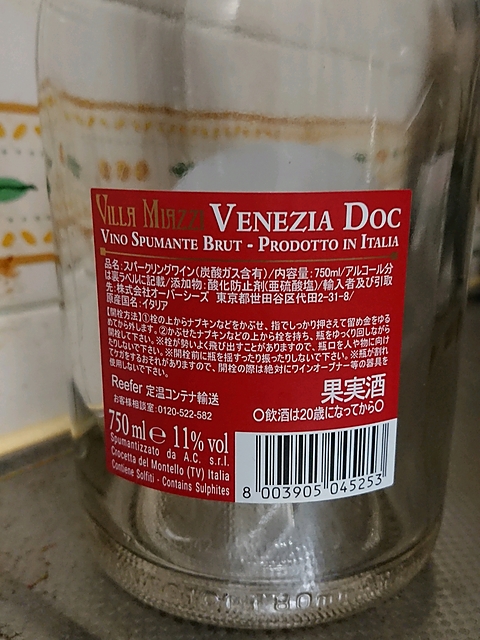 VILLA MIAZZI VENEZIA DOC
VINO SPUMANTE BRUT - PRODOTTO IN ITALIA
品名:スパークリングワイン(炭酸ガス含有)/内容量:750ml/アルコール分
は裏ラベルに記載/添加物:酸化防止剤(亜硫酸塩)/輸入者及び引取
先:株式会社オーバーシーズ 東京都世田谷区代田2-31-8/
原産国名:イタリア
【開栓方法】①栓の上からナプキンなどをかぶせ、指でしっかり押さえて留め金をゆる
めてから外します。②かぶせたナプキンなどの上から栓を持ち、瓶をゆっくり回しながら
開栓して下さい。※栓が勢いよく飛び出すことがありますので、瓶口を人や物に向け
たりしないで下さい。※開栓前に瓶を揺すったり振ったりしないで下さい。※瓶が割れ
てケガをするおそれがありますので、開栓の際は絶対にワインオープナー等の器具を
使用しないで下さい。
Reefer 定温コンテナ輸送
お客様相談室:0120-522-582
果実酒
〇飲酒は20歳になってから〇
750 ml e 11% vol
Spumantizzato da A.C. s.r.l.
Crocetta del Montello (TV) Italia
Contiene Solfiti - Contains Sulphites
8 003905 045253